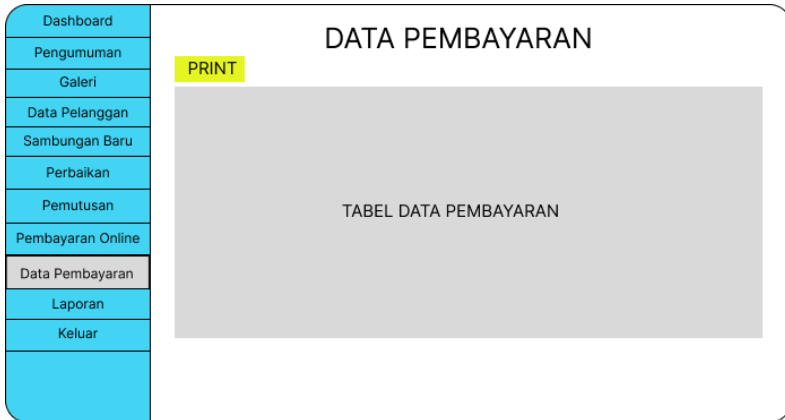 Dashboard
Pengumuman
Galeri
Data Pelanggan
Sambungan Baru
Perbaikan
Pemutusan
Pembayaran Online
Data Pembayaran
Laporan
Keluar
DATA PEMBAYARAN
PRINT
TABEL DATA PEMBAYARAN